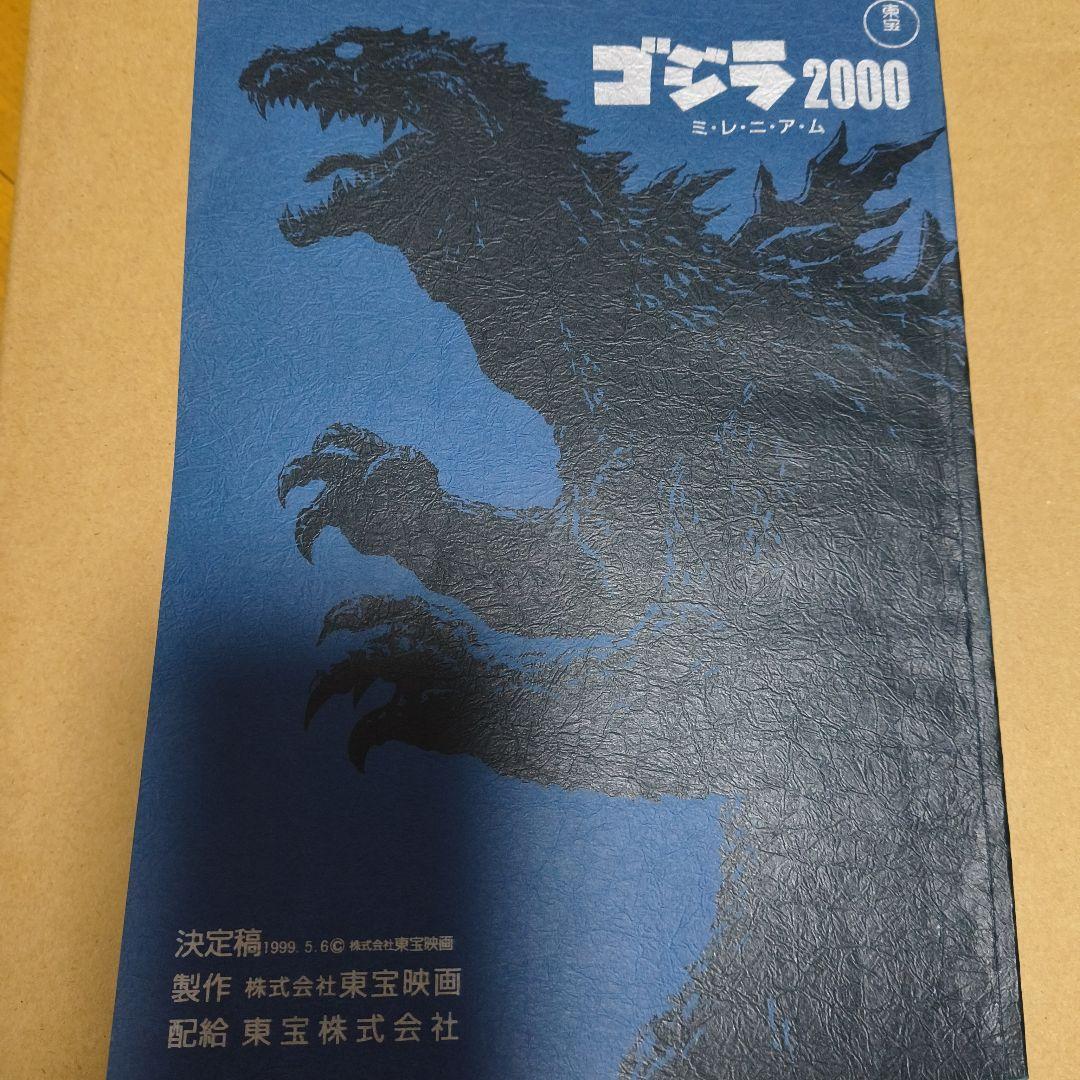 東宝
ゴジラ2000
ミ・レ・ニ・ア・ム
決定稿1999.5.6© 株式会社東宝映画
製作 株式会社東宝映画
配給 東宝株式会社